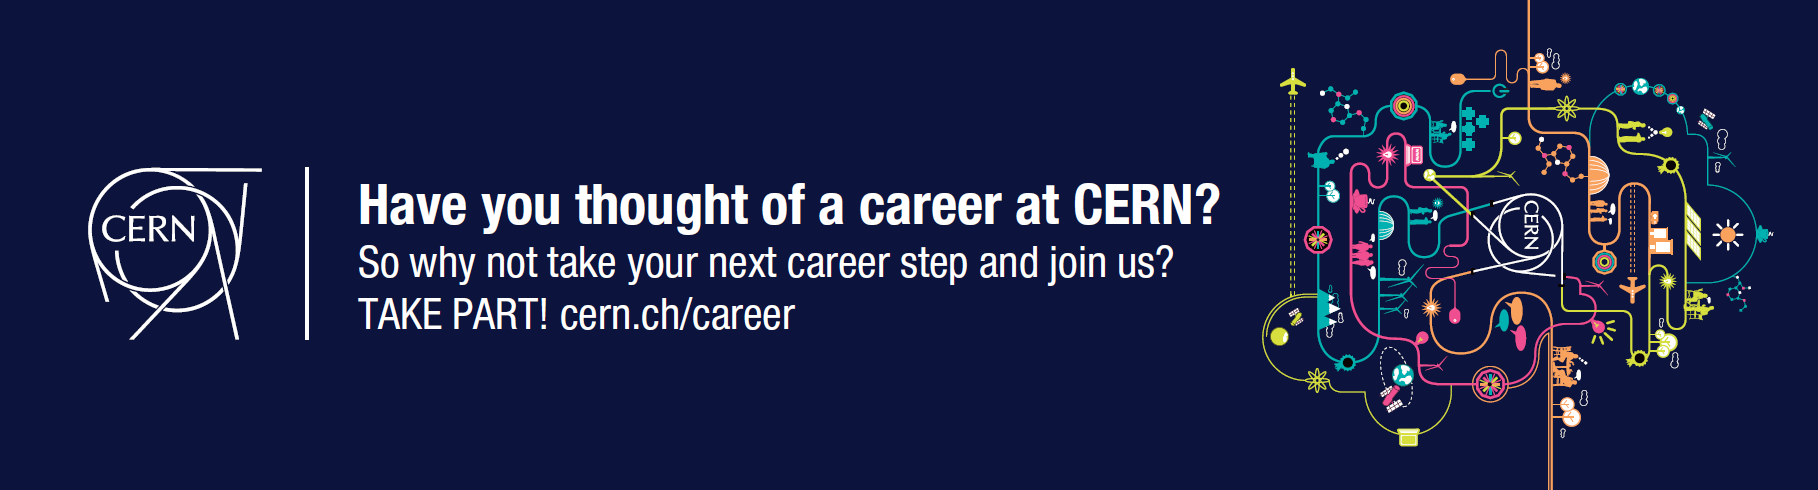 CERN
Have you thought of a career at CERN?
So why not take your next career step and join us?
TAKE PART! cern.ch/career
CERN